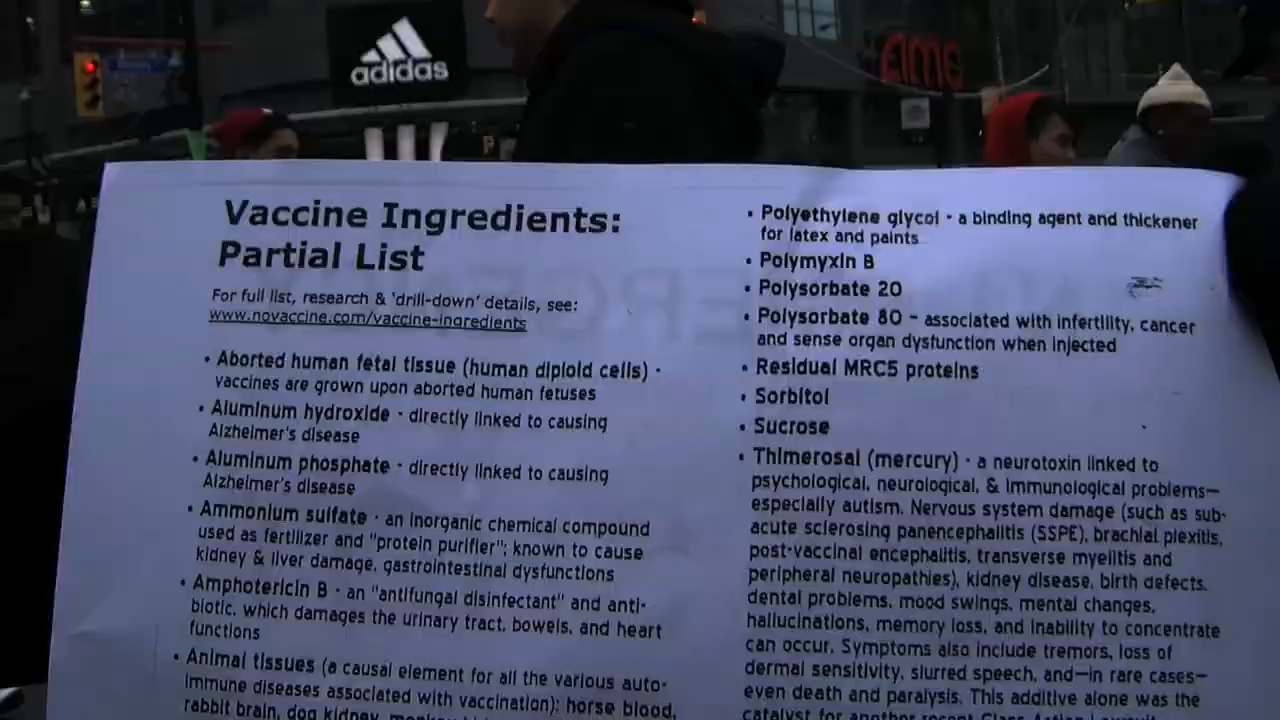 adidas
AMC
Vaccine Ingredients:
Partial List
For full list, research & 'drill-down' details, see:
www.novaccine.com/vaccine-ingredients
• Aborted human fetal tissue (human diploid cells) -
vaccines are grown upon aborted human fetuses
• Aluminum hydroxide - directly linked to causing
Alzheimer's disease
• Aluminum phosphate - directly linked to causing
Alzheimer's disease
• Ammonium sulfate - an inorganic chemical compound
used as fertilizer and "protein purifier"; known to cause
kidney & liver damage, gastrointestinal dysfunctions
• Amphotericin B - an "antifungal disinfectant" and anti-
biotic, which damages the urinary tract, bowels, and heart
functions
• Animal tissues (a causal element for all the various auto-
immune diseases associated with vaccination): horse blood,
rabbit brain, dog kidney, monkey
• Polyethylene glycol - a binding agent and thickener
for latex and paints
• Polymyxin B
• Polysorbate 20
• Polysorbate 80 – associated with infertility, cancer
and sense organ dysfunction when injected
• Residual MRC5 proteins
• Sorbitol
• Sucrose
• Thimerosal (mercury) - a neurotoxin linked to
psychological, neurological, & immunological problems—
especially autism. Nervous system damage (such as sub-
acute sclerosing panencephalitis (SSPE), brachial plexitis,
post-vaccinal encephalitis, transverse myelitis and
peripheral neuropathies), kidney disease, birth defects,
dental problems, mood swings, mental changes,
hallucinations, memory loss, and inability to concentrate
can occur. Symptoms also include tremors, loss of
dermal sensitivity, slurred speech, and—in rare cases—
even death and paralysis. This additive alone was the
catalyst for another recent Class Action